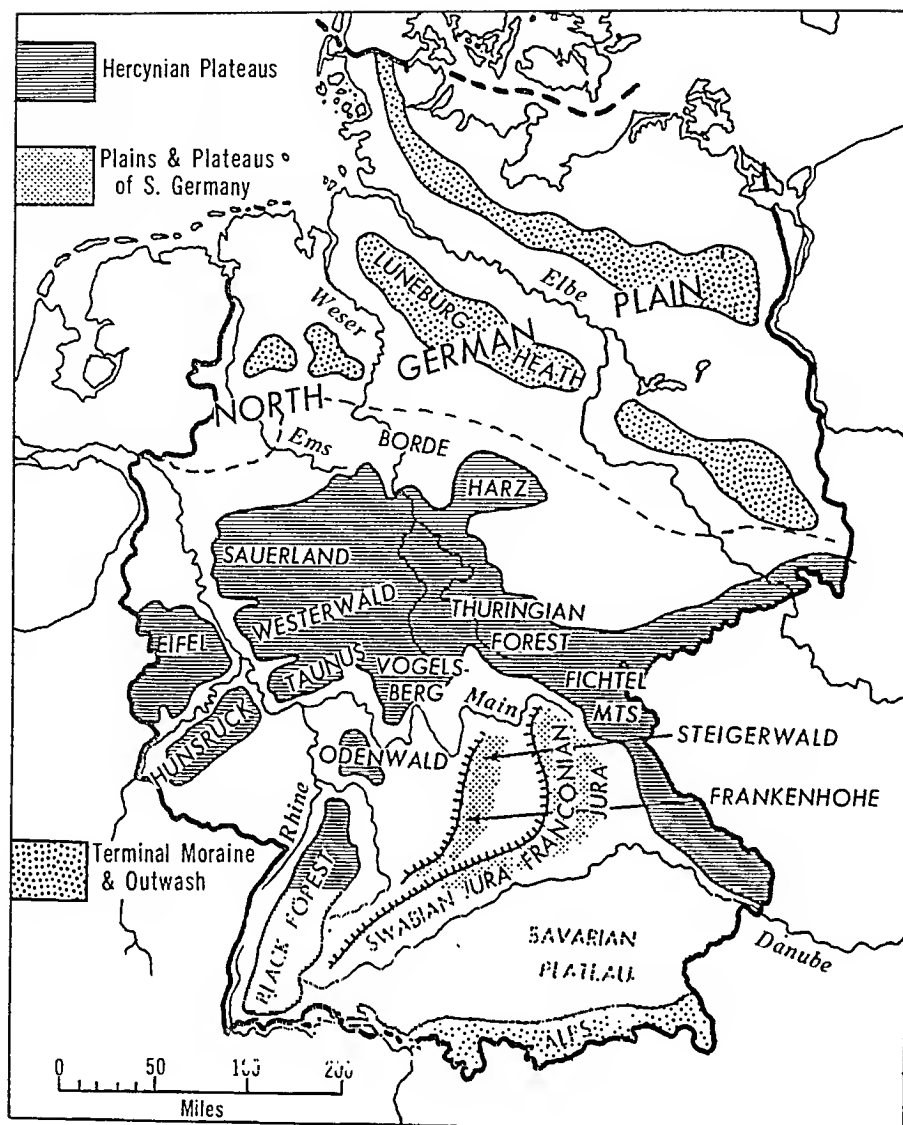 Hercynian Plateaus
Plains & Plateaus
of S. Germany
Elbe
PLAIN
LUNEBURG
HEATH
Weser
GERMAN
NORTH
Ems
BORDE
HARZ
SAUERLAND
WESTERWALD
THURINGIAN
FOREST
EIFEL
TAUNUS
VOGELS-
BERG
FICHTEL
MTS.
Main
HUNSRUCK
ODENWALD
STEIGERWALD
FRANKENHOHE
Rhine
FRANCONIAN
JURA
Terminal Moraine
& Outwash
BLACK FOREST
SWABIAN JURA
BAVARIAN
PLATEAU
Danube
ALPS
0 50 100 200
Miles